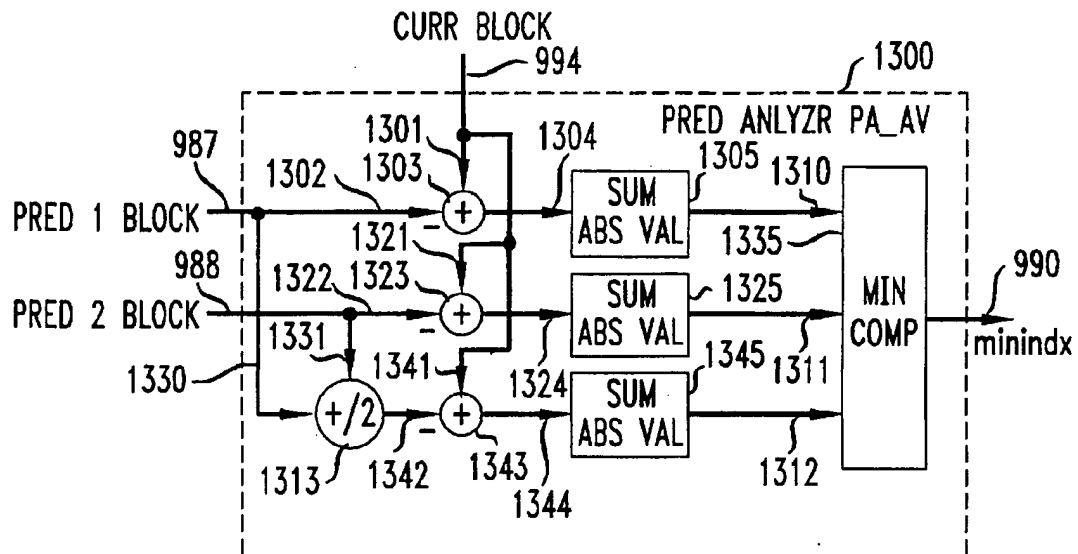 CURR BLOCK
994
1300
PRED ANLYZR PA_AV
987
1301
1304
1305
1310
1302
1303
SUM
ABS VAL
PRED 1 BLOCK
+
−
1335
1321
988
1322
1323
SUM
ABS VAL
1325
MIN
COMP
990
PRED 2 BLOCK
+
−
minindx
1331
1341
1324
1345
1311
1330
+/2
−
+
SUM
ABS VAL
1313
1342
1343
1344
1312